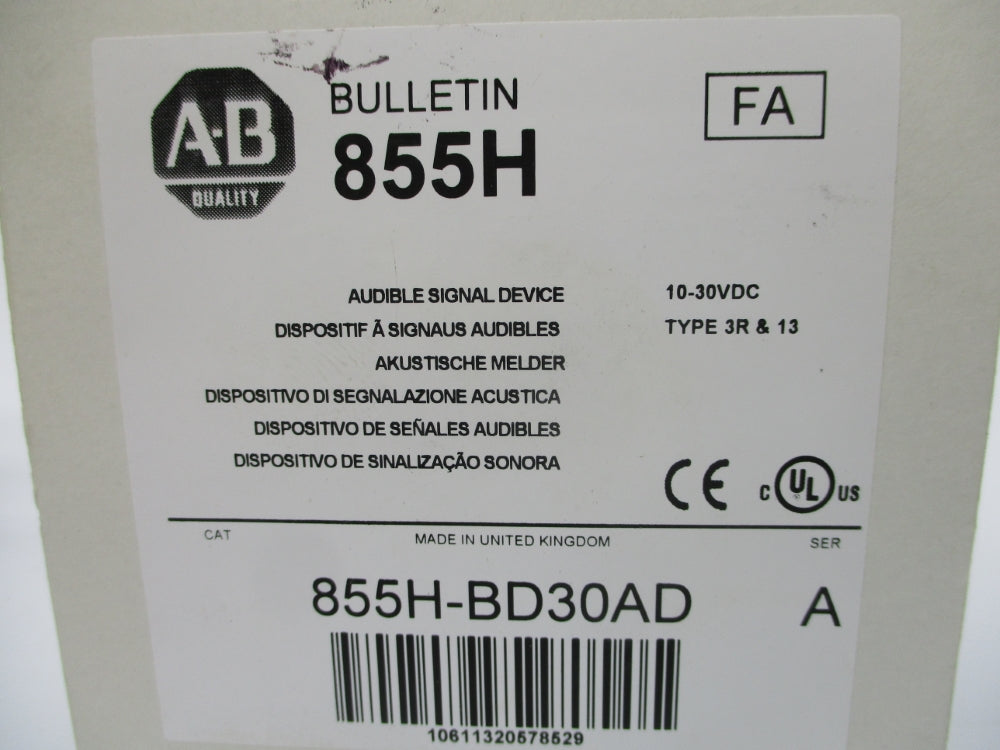 A-B
QUALITY
BULLETIN
855H
FA
AUDIBLE SIGNAL DEVICE
DISPOSITIF Ã SIGNAUS AUDIBLES
AKUSTISCHE MELDER
DISPOSITIVO DI SEGNALAZIONE ACUSTICA
DISPOSITIVO DE SEÑALES AUDIBLES
DISPOSITIVO DE SINALIZAÇÃO SONORA
10-30VDC
TYPE 3R & 13
CE
C UL US
CAT
MADE IN UNITED KINGDOM
SER
855H-BD30AD
A
10611320578529